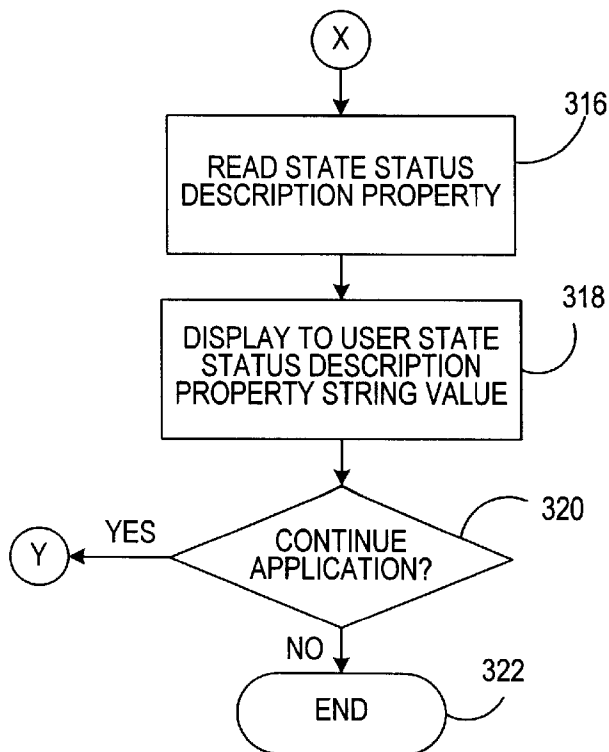 X
316
READ STATE STATUS
DESCRIPTION PROPERTY
318
DISPLAY TO USER STATE
STATUS DESCRIPTION
PROPERTY STRING VALUE
320
YES
Y
CONTINUE
APPLICATION?
NO
322
END